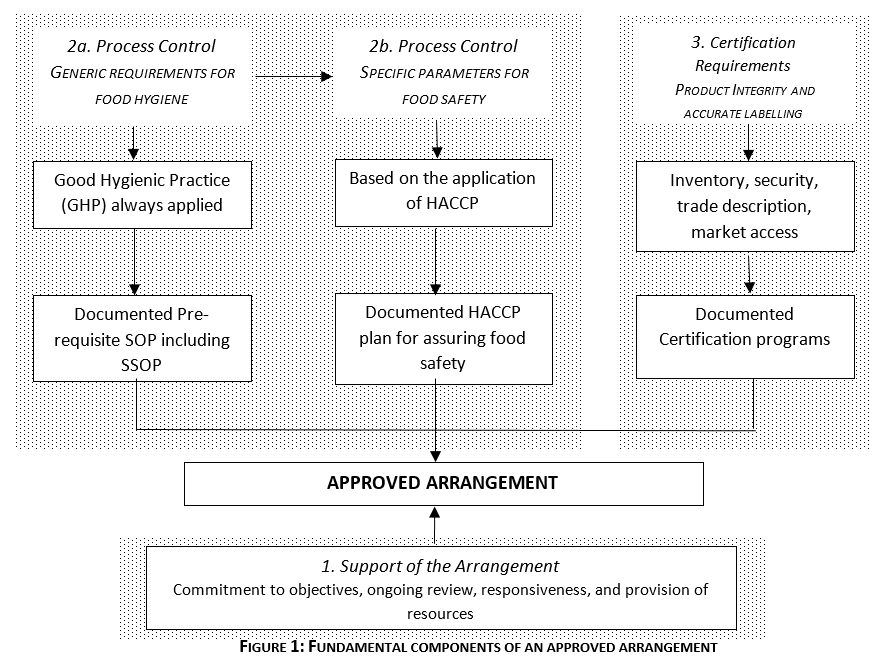 2a. Process Control
GENERIC REQUIREMENTS FOR
FOOD HYGIENE
Good Hygienic Practice
(GHP) always applied
Documented Pre-
requisite SOP including
SSOP
2b. Process Control
SPECIFIC PARAMETERS FOR
FOOD SAFETY
Based on the application
of HACCP
Documented HACCP
plan for assuring food
safety
3. Certification
Requirements
PRODUCT INTEGRITY AND
ACCURATE LABELLING
Inventory, security,
trade description,
market access
Documented
Certification programs
APPROVED ARRANGEMENT
1. Support of the Arrangement
Commitment to objectives, ongoing review, responsiveness, and provision of
resources
FIGURE 1: FUNDAMENTAL COMPONENTS OF AN APPROVED ARRANGEMENT